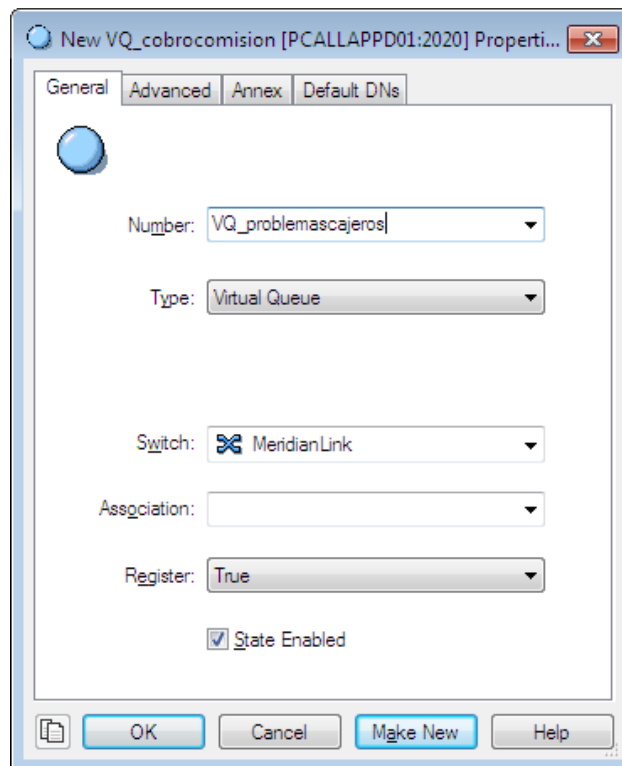 New VQ_cobrocomision [PCALLAPPD01:2020] Properti...
General Advanced Annex Default DNs
Number: VQ_problemascajeros
Type: Virtual Queue
Switch: MeridianLink
Association:
Register: True
State Enabled
OK Cancel Make New Help